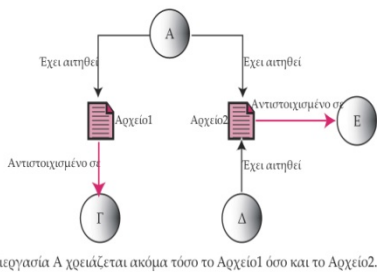 Α
Έχει αιτηθεί
Έχει αιτηθεί
Αρχείο1
Αρχείο2
Αντιστοιχισμένο σε
Ε
Αντιστοιχισμένο σε
Έχει αιτηθεί
Γ
Δ
ιεργασία Α χρειάζεται ακόμα τόσο το Αρχείο1 όσο και το Αρχείο2.